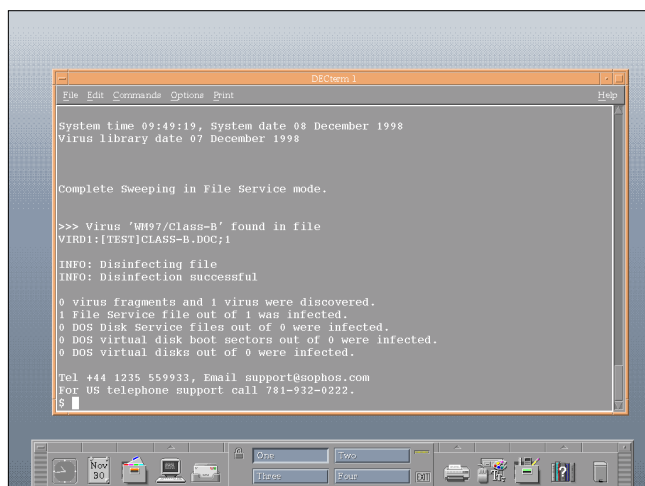 DECterm 1
File Edit Commands Options Print Help
System time 09:49:19, System date 08 December 1998
Virus library date 07 December 1998
Complete Sweeping in File Service mode.
>>> Virus 'WM97/Class-B' found in file
VIRD1:[TEST]CLASS-B.DOC;1
INFO: Disinfecting file
INFO: Disinfection successful
0 virus fragments and 1 virus were discovered.
1 File Service file out of 1 was infected.
0 DOS Disk Service files out of 0 were infected.
0 DOS virtual disk boot sectors out of 0 were infected.
0 DOS virtual disks out of 0 were infected.
Tel +44 1235 559933, Email support@sophos.com
For US telephone support call 781-932-0222.
$
One Two
Nov
30
Three Four
EXIT